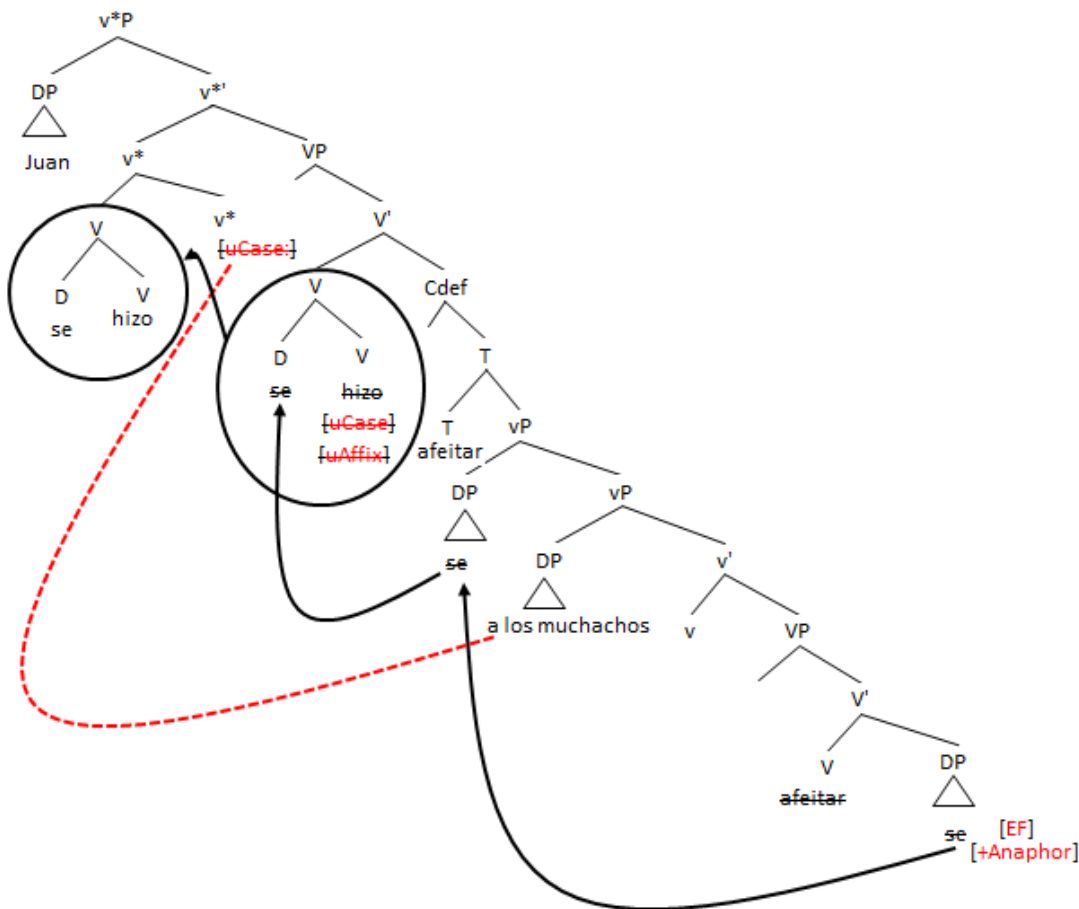 v*P
DP v*'
Juan v* VP
V v* V'
[uCase:]
D V V Cdef
se hizo
D V T
se hizo T vP
[uCase] afeitar
[uAffix]
DP vP
se DP v'
a los muchachos v VP
V'
V DP
afeitar
se [EF]
[+Anaphor]